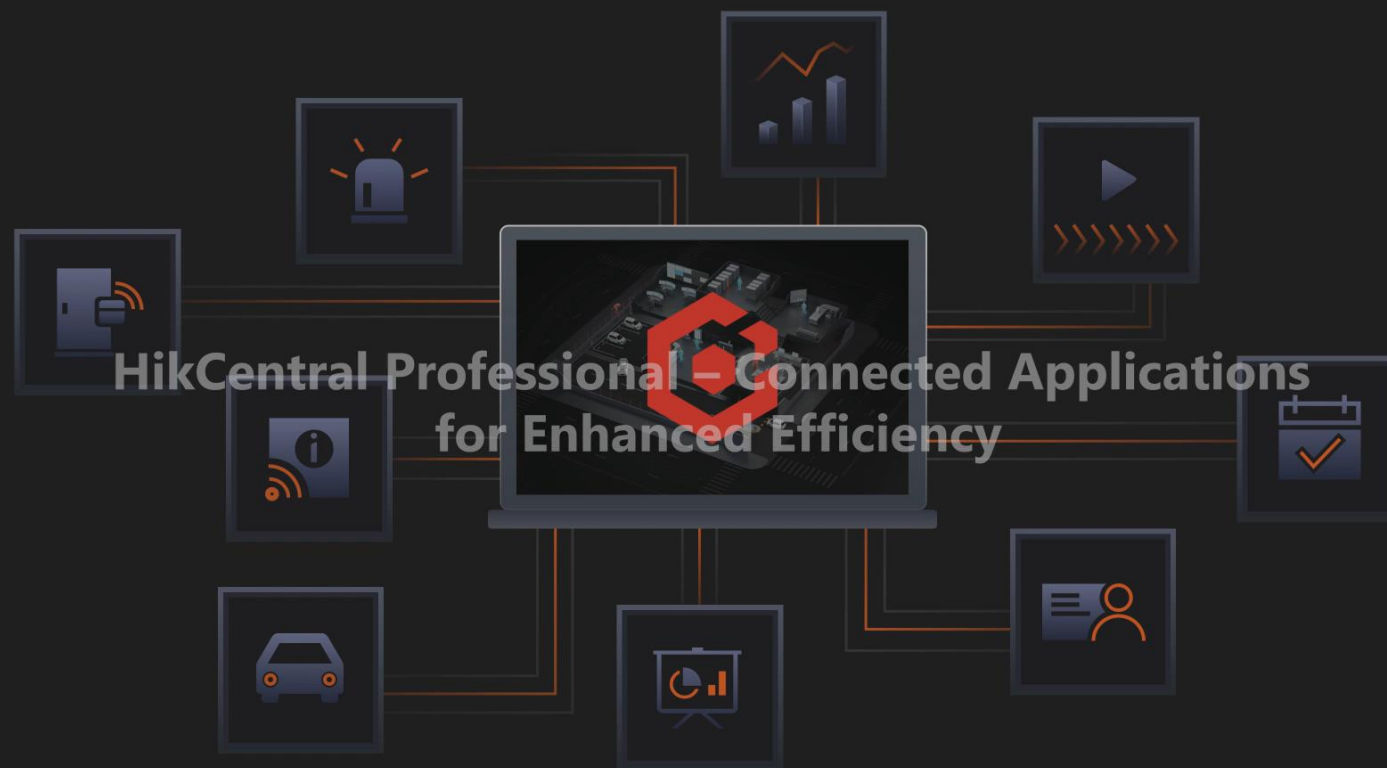 HikCentral Professional – Connected Applications
for Enhanced Efficiency